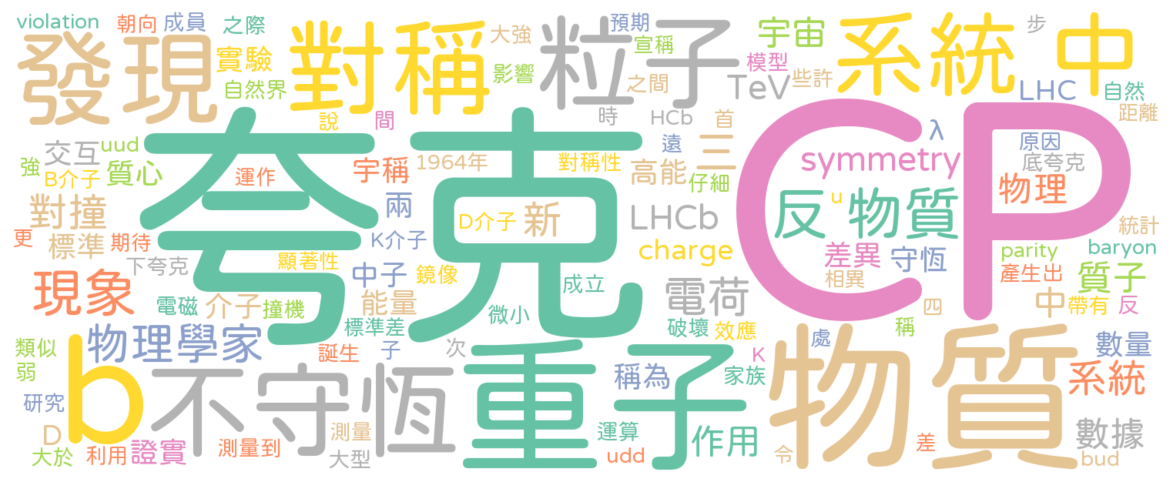 violation 朝向 成員 之際 大強 預期 宣稱 宇宙 步
發現 實驗 對稱 影響 粒子 之間 模型 些許 系統 中
自然界 TeV LHC 自然
說 間 時 HCb 首 距離
強 交互 uud 夸克 遠 三 CP λ 原因
B介子 質心 運作 宇稱 1964年 對稱性 高能 仔細 symmetry 底夸克
對撞 兩 D介子 新 LHCb 反物質 u 物理
標準 K介子 charge 差異 守恆 parity baryon 統計
更 期待 下夸克 顯著性 中子 鏡像 成立 相異 產生出 質子
現象 電磁 介子 撞機 能量 微小 電荷 四 中 帶有 反
標準差 破壞 效應 稱
類似 b 物理學家 誕生 子 次 重子 K 物質 處 數量
弱 不守恆 稱為 家族 系統
研究 D 測量 運算 作用 數據
大於 利用 證實 測量到 大型 udd 令 差 bud